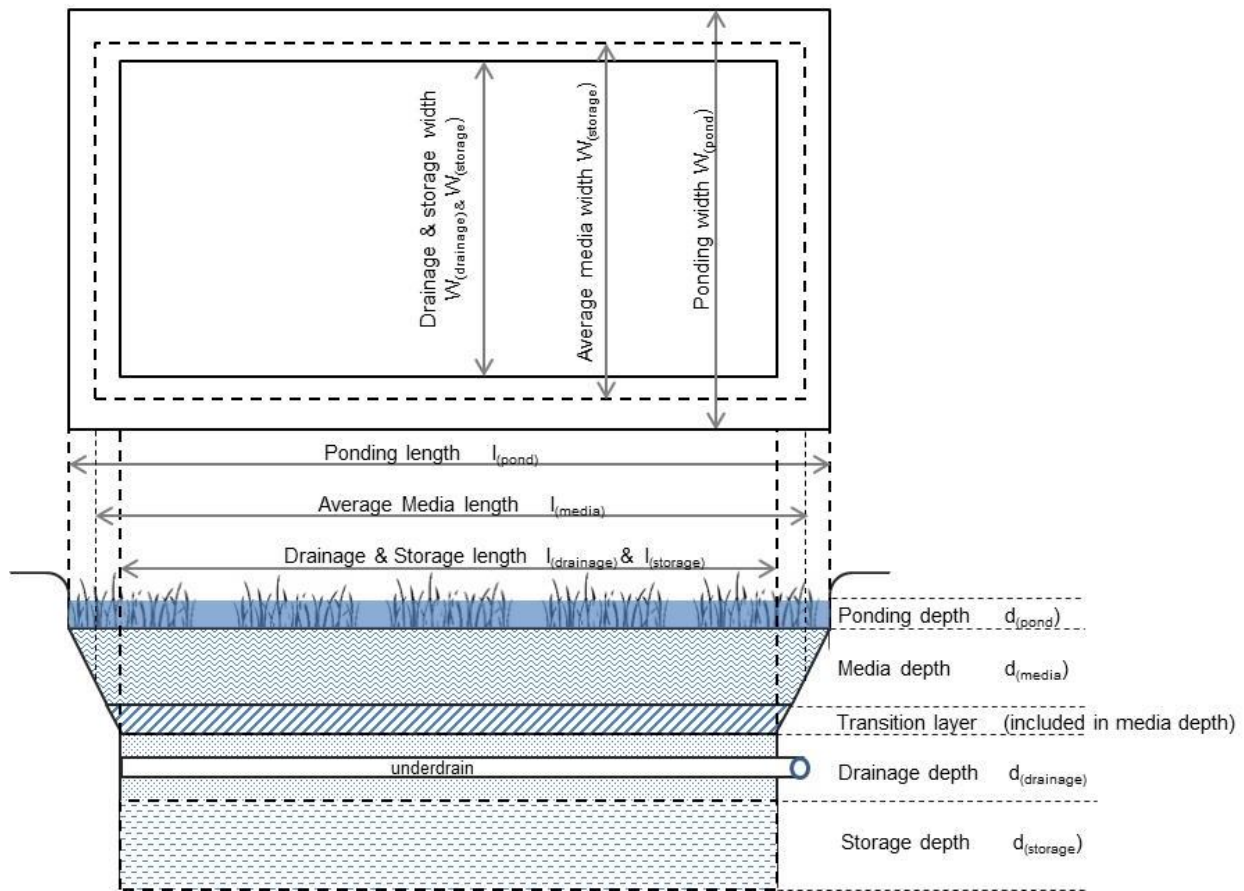 Drainage & storage width
W(drainage)& W(storage)
Average media width W(storage)
Ponding width W(pond)
Ponding length l(pond)
Average Media length l(media)
Drainage & Storage length l(drainage) & l(storage)
Ponding depth d(pond)
Media depth d(media)
Transition layer (included in media depth)
underdrain
Drainage depth d(drainage)
Storage depth d(storage)